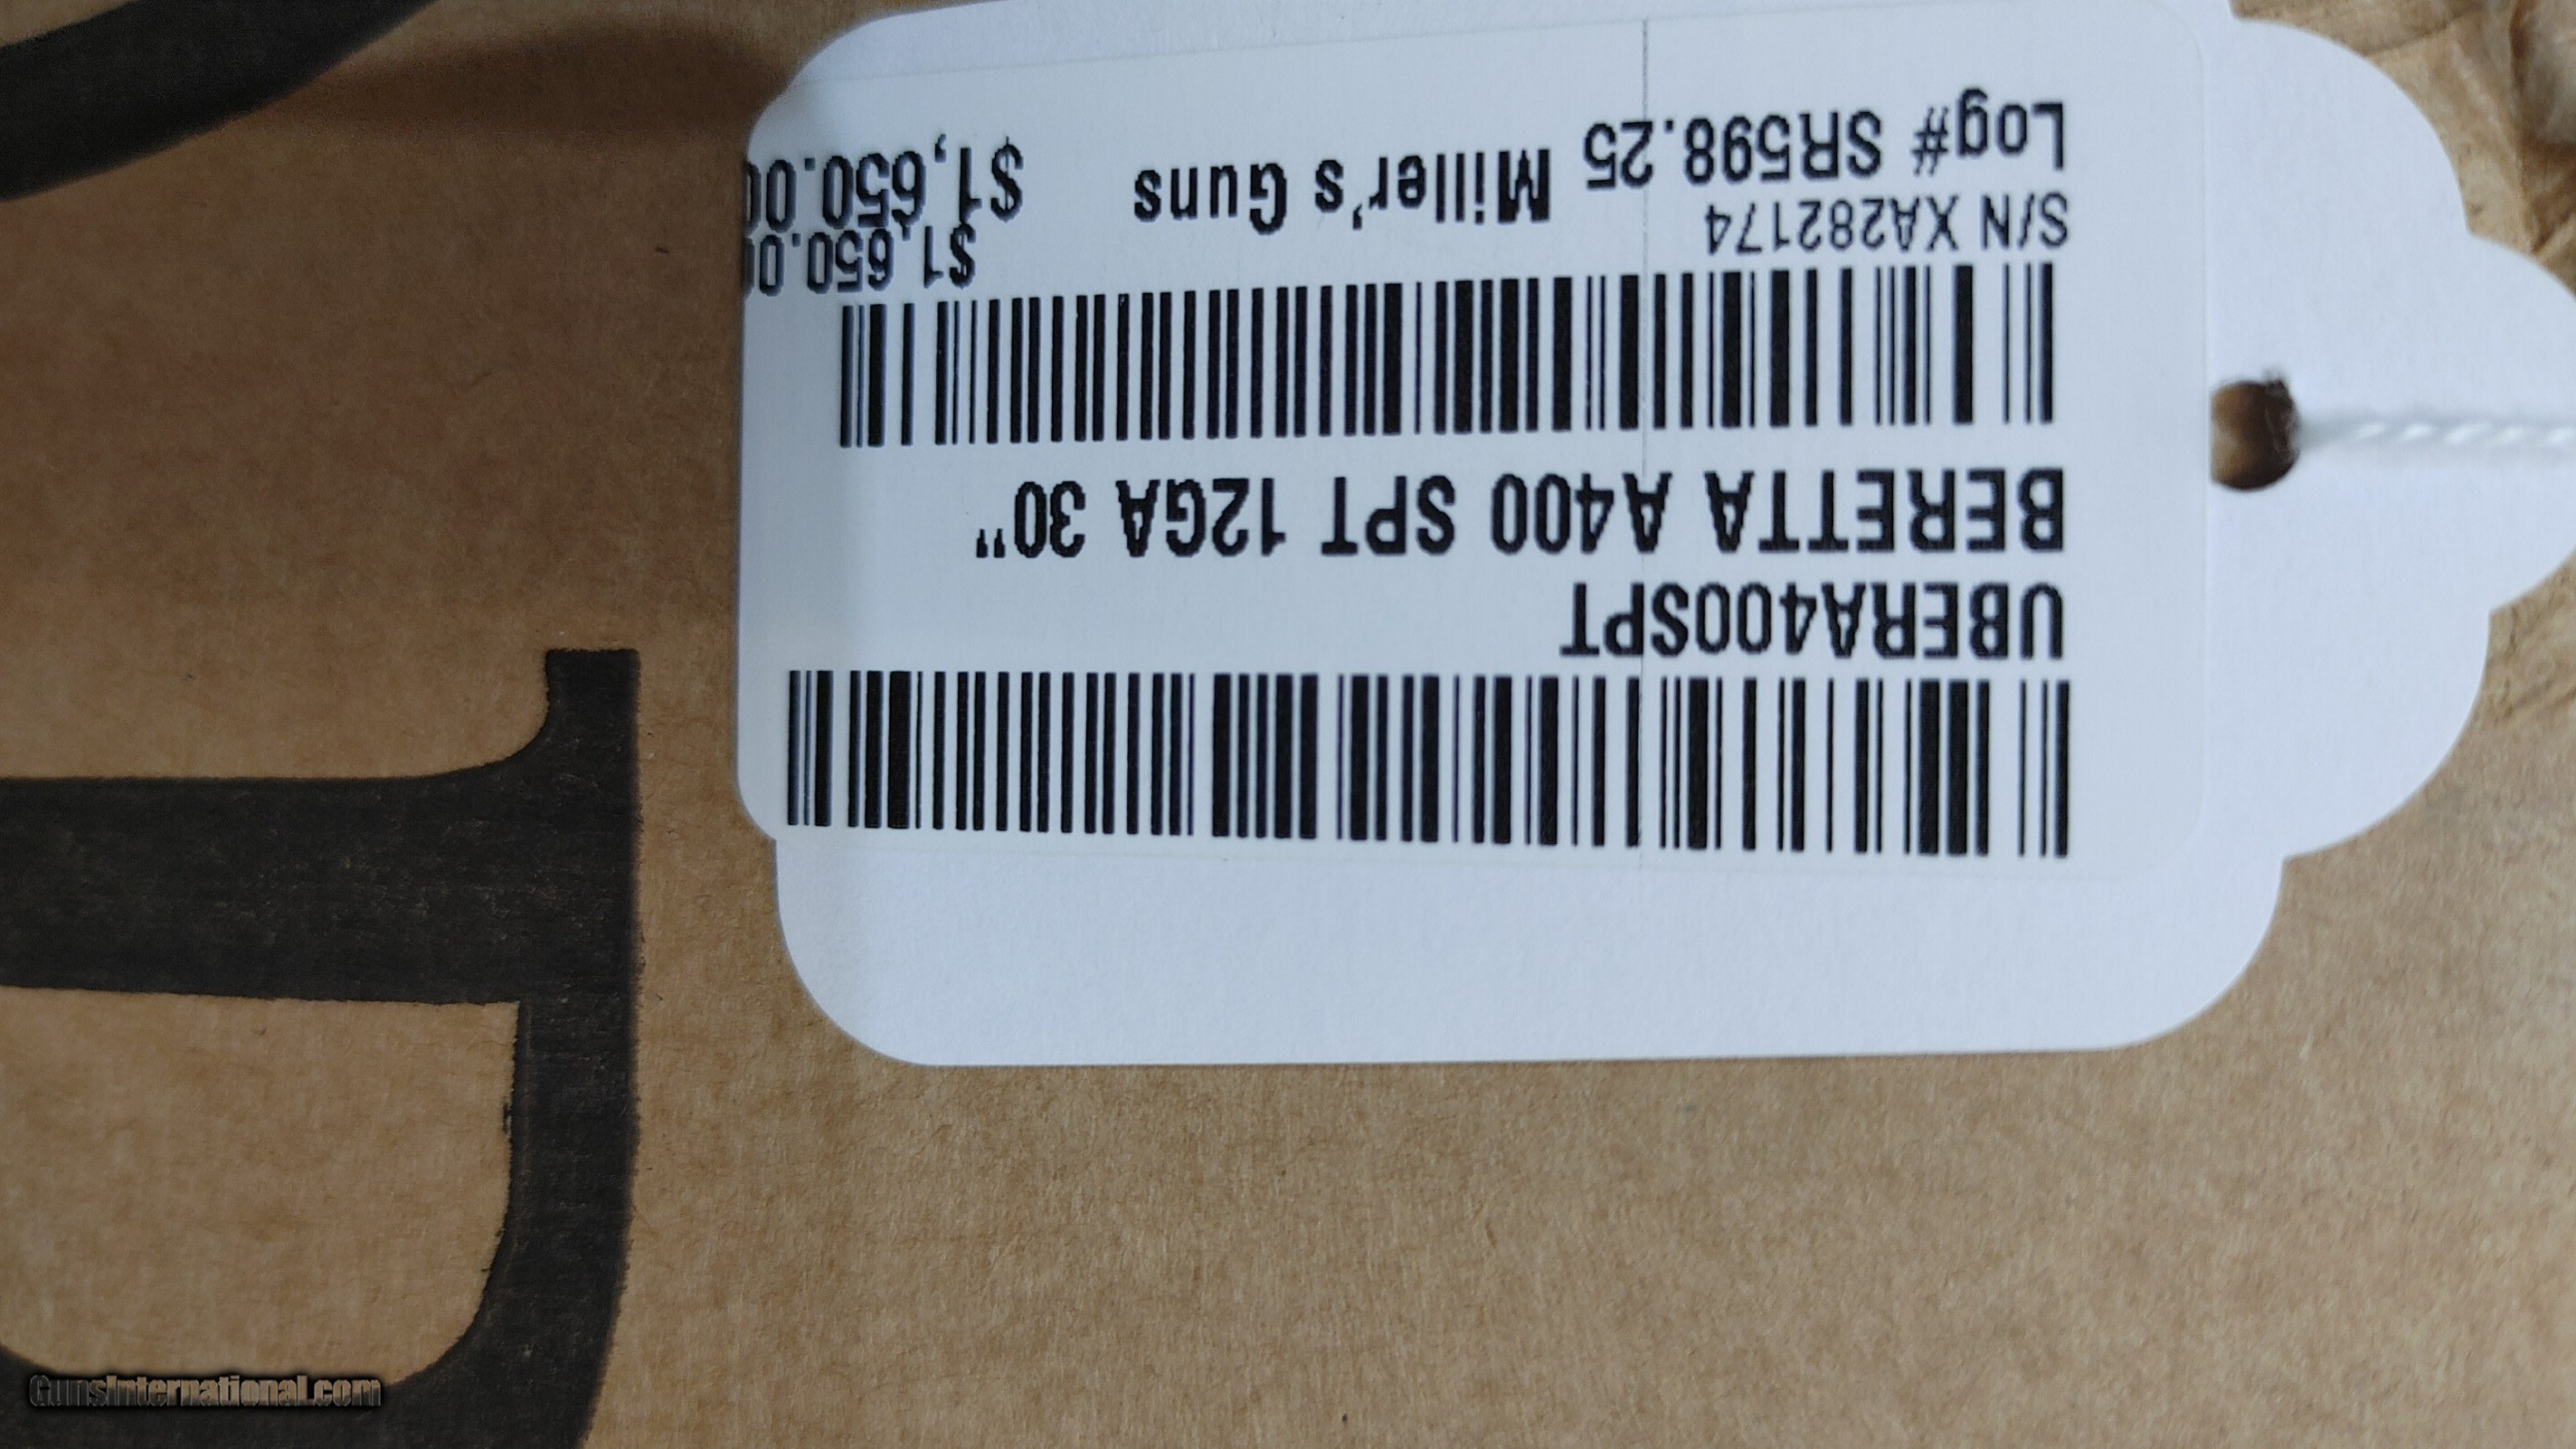 UBERA400SPT
BERETTA A400 SPT 12GA 30"
S/N XA282174 $1,650.00
Log# SR598.25 Miller's Guns $1,650.00
GunsInternational.com